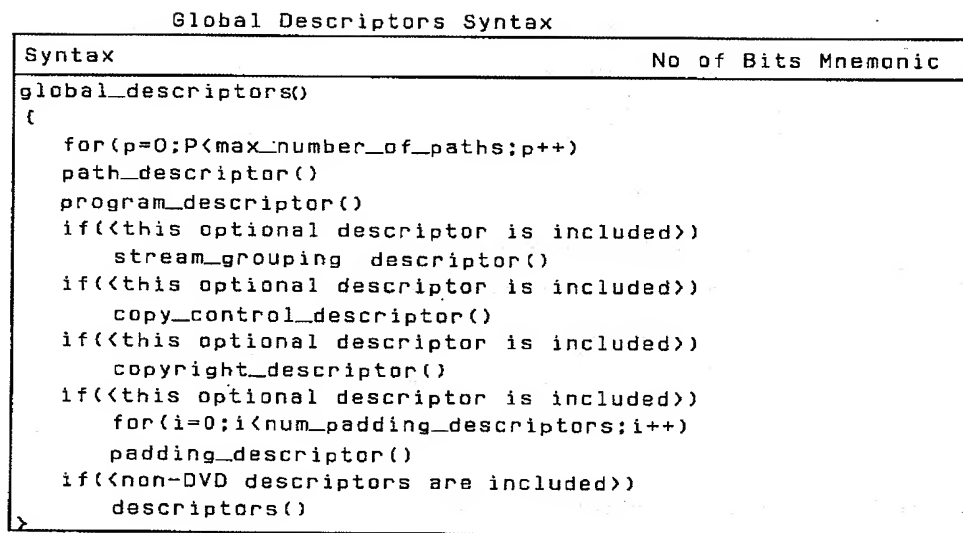 Global Descriptors Syntax
Syntax No of Bits Mnemonic
global_descriptors()
{
for(p=0;P<max_number_of_paths;p++)
path_descriptor()
program_descriptor()
if(<this optional descriptor is included>)
stream_grouping descriptor()
if(<this optional descriptor is included>)
copy_control_descriptor()
if(<this optional descriptor is included>)
copyright_descriptor()
if(<this optional descriptor is included>)
for(i=0;i<num_padding_descriptors;i++)
padding_descriptor()
if(<non-DVD descriptors are included>)
descriptors()
}